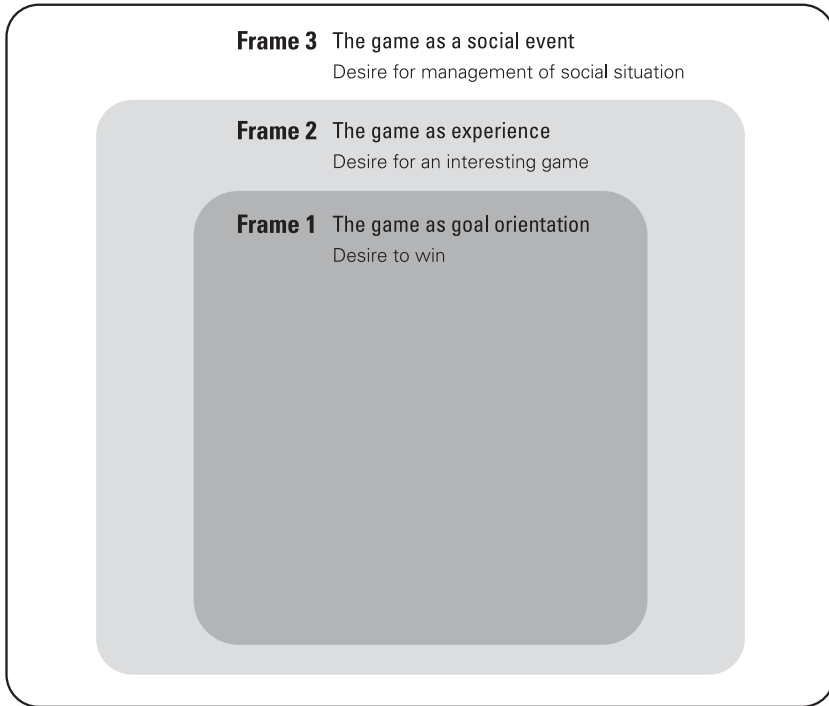 Frame 3 The game as a social event
Desire for management of social situation
Frame 2 The game as experience
Desire for an interesting game
Frame 1 The game as goal orientation
Desire to win